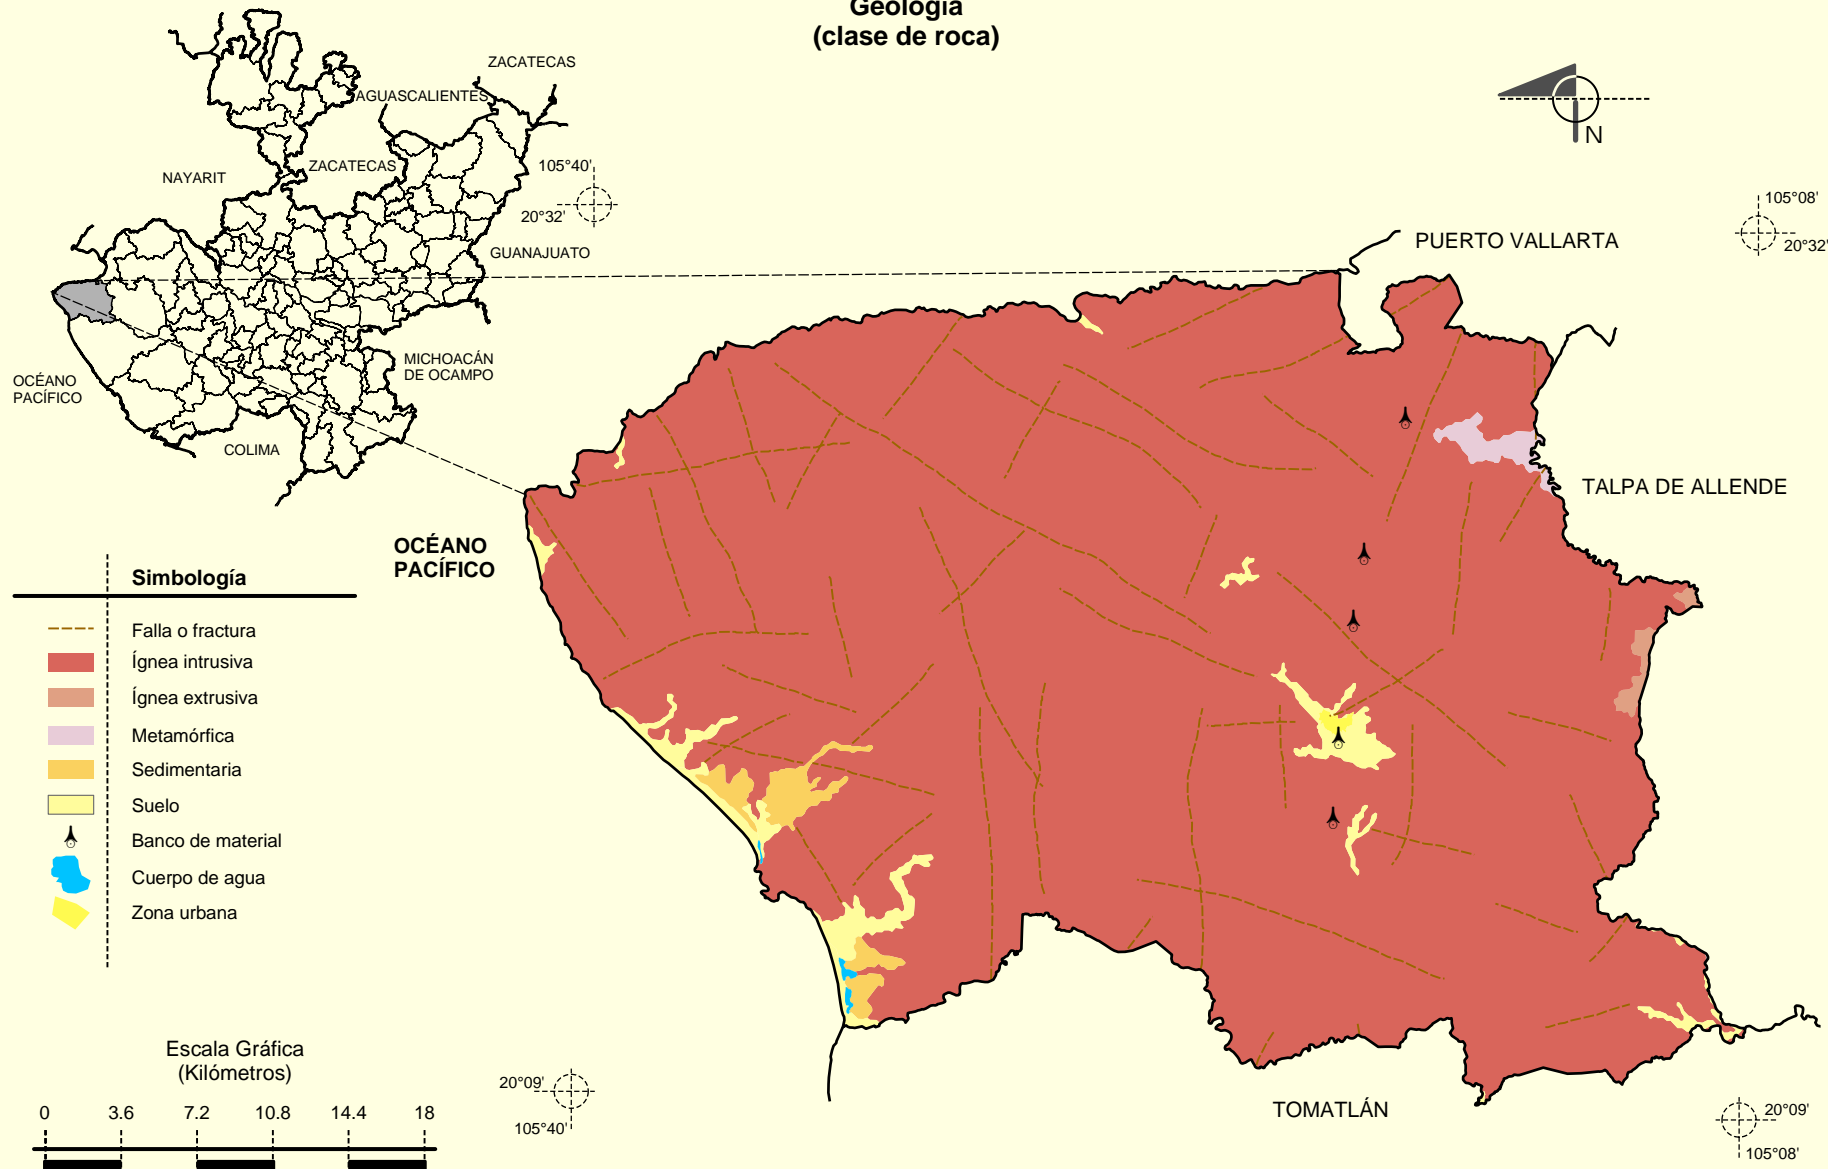 Geología
(clase de roca)
ZACATECAS
AGUASCALIENTES
ZACATECAS
NAYARIT
105°40'
20°32'
GUANAJUATO
MICHOACÁN
DE OCAMPO
OCÉANO
PACÍFICO
COLIMA
N
105°08'
20°32'
PUERTO VALLARTA
TALPA DE ALLENDE
OCÉANO
PACÍFICO
TOMATLÁN
Simbología
Falla o fractura
Ígnea intrusiva
Ígnea extrusiva
Metamórfica
Sedimentaria
Suelo
Banco de material
Cuerpo de agua
Zona urbana
Escala Gráfica
(Kilómetros)
0 3.6 7.2 10.8 14.4 18
20°09'
105°40'
20°09'
105°08'